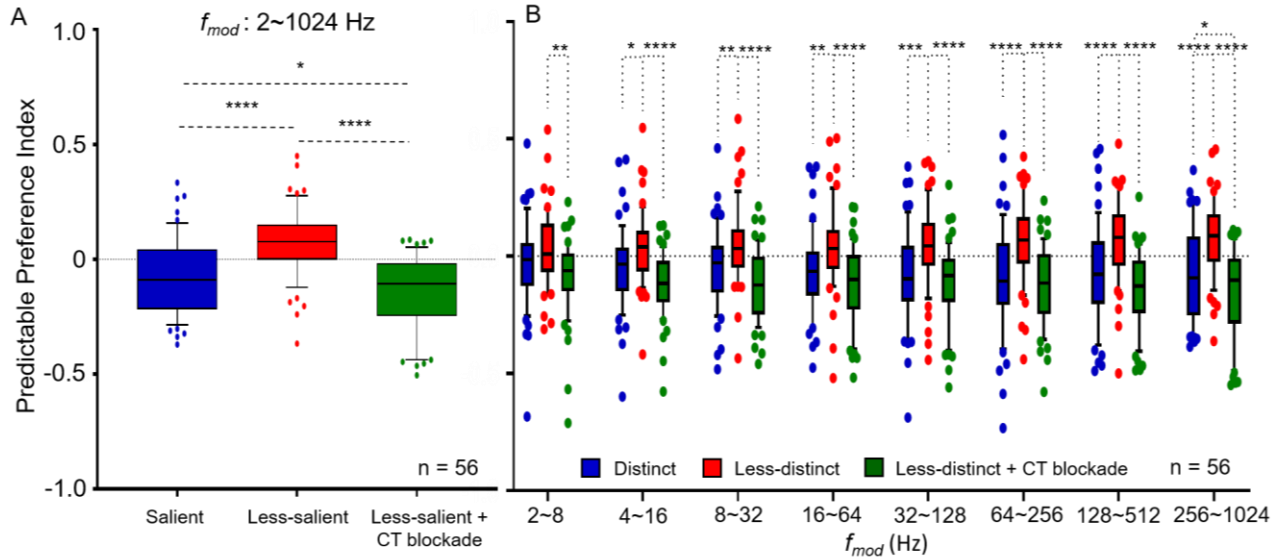 A
f_mod : 2~1024 Hz
Predictable Preference Index
1.0
0.5
0
-0.5
-1.0
*
****
****
n = 56
Salient
Less-salient
Less-salient +
CT blockade
B
** * **** ** **** ** **** *** **** **** **** **** **** * **** ****
Distinct Less-distinct Less-distinct + CT blockade n = 56
2~8 4~16 8~32 16~64 32~128 64~256 128~512 256~1024
f_mod (Hz)